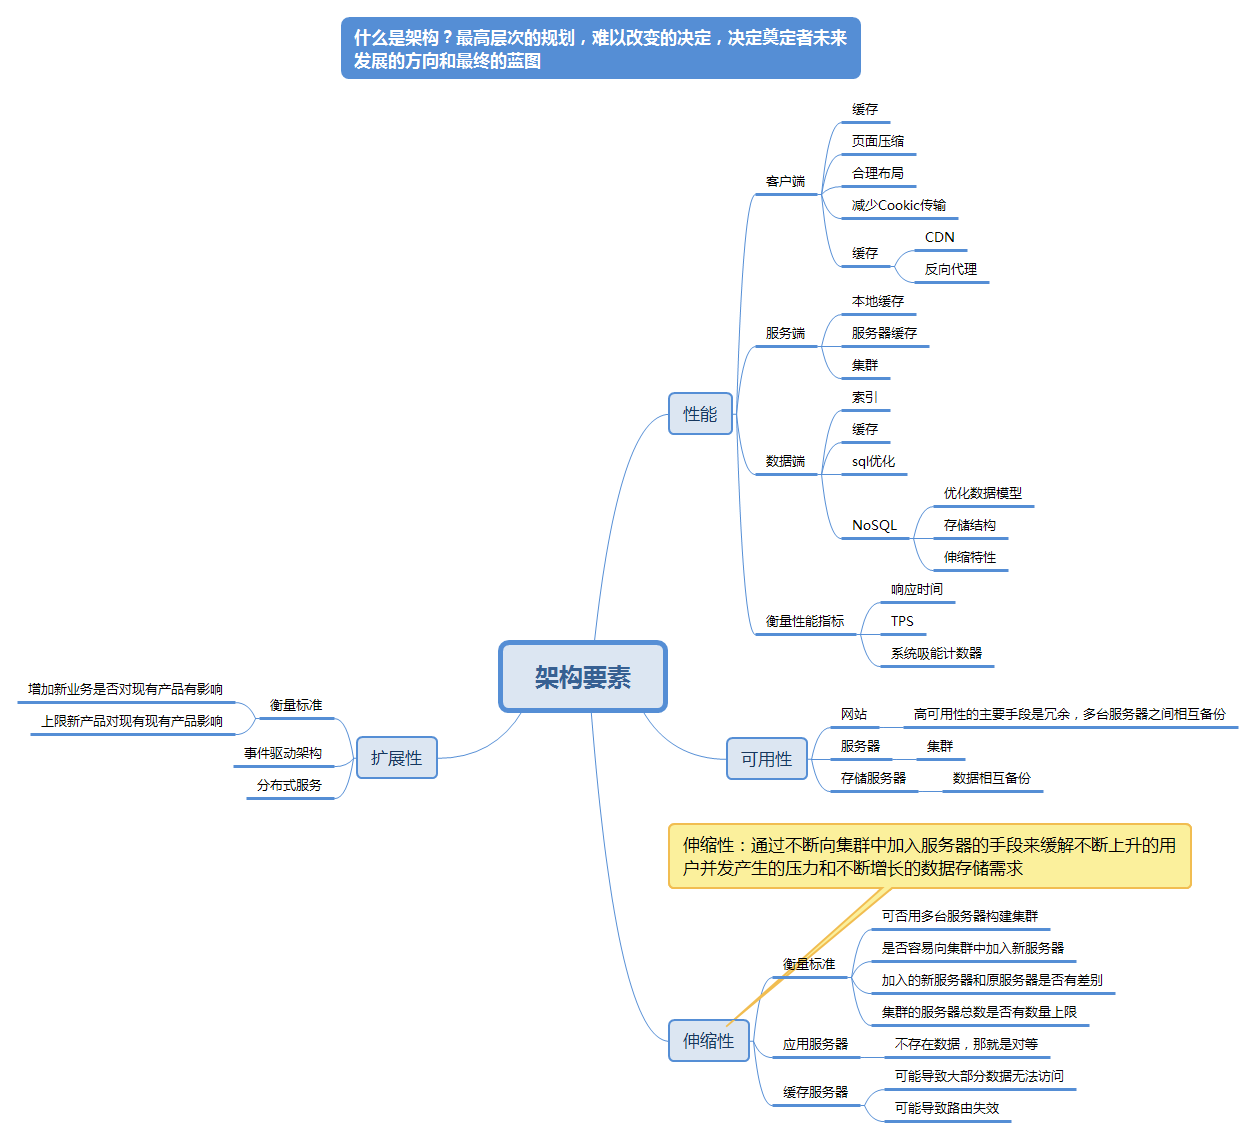 什么是架构？最高层次的规划，难以改变的决定，决定奠定者未来
发展的方向和最终的蓝图
架构要素
性能
客户端
缓存
页面压缩
合理布局
减少Cookic传输
缓存
CDN
反向代理
服务端
本地缓存
服务器缓存
集群
数据端
索引
缓存
sql优化
NoSQL
优化数据模型
存储结构
伸缩特性
衡量性能指标
响应时间
TPS
系统吸能计数器
可用性
网站
高可用性的主要手段是冗余，多台服务器之间相互备份
服务器
集群
存储服务器
数据相互备份
伸缩性：通过不断向集群中加入服务器的手段来缓解不断上升的用
户并发产生的压力和不断增长的数据存储需求
伸缩性
衡量标准
可否用多台服务器构建集群
是否容易向集群中加入新服务器
加入的新服务器和原服务器是否有差别
集群的服务器总数是否有数量上限
应用服务器
不存在数据，那就是对等
缓存服务器
可能导致大部分数据无法访问
可能导致路由失效
扩展性
衡量标准
增加新业务是否对现有产品有影响
上限新产品对现有现有产品影响
事件驱动架构
分布式服务